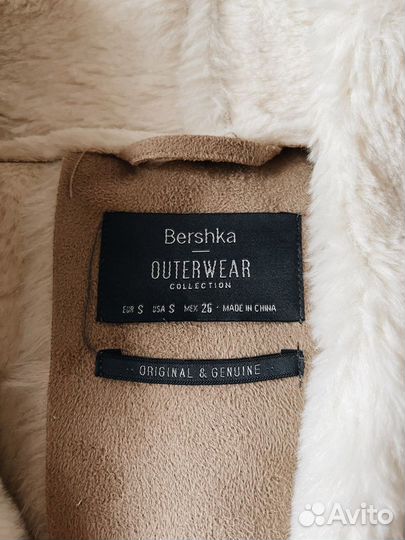 Bershka
OUTERWEAR
COLLECTION
EUR S USA S MEX 26 · MADE IN CHINA
ORIGINAL & GENUINE
Avito